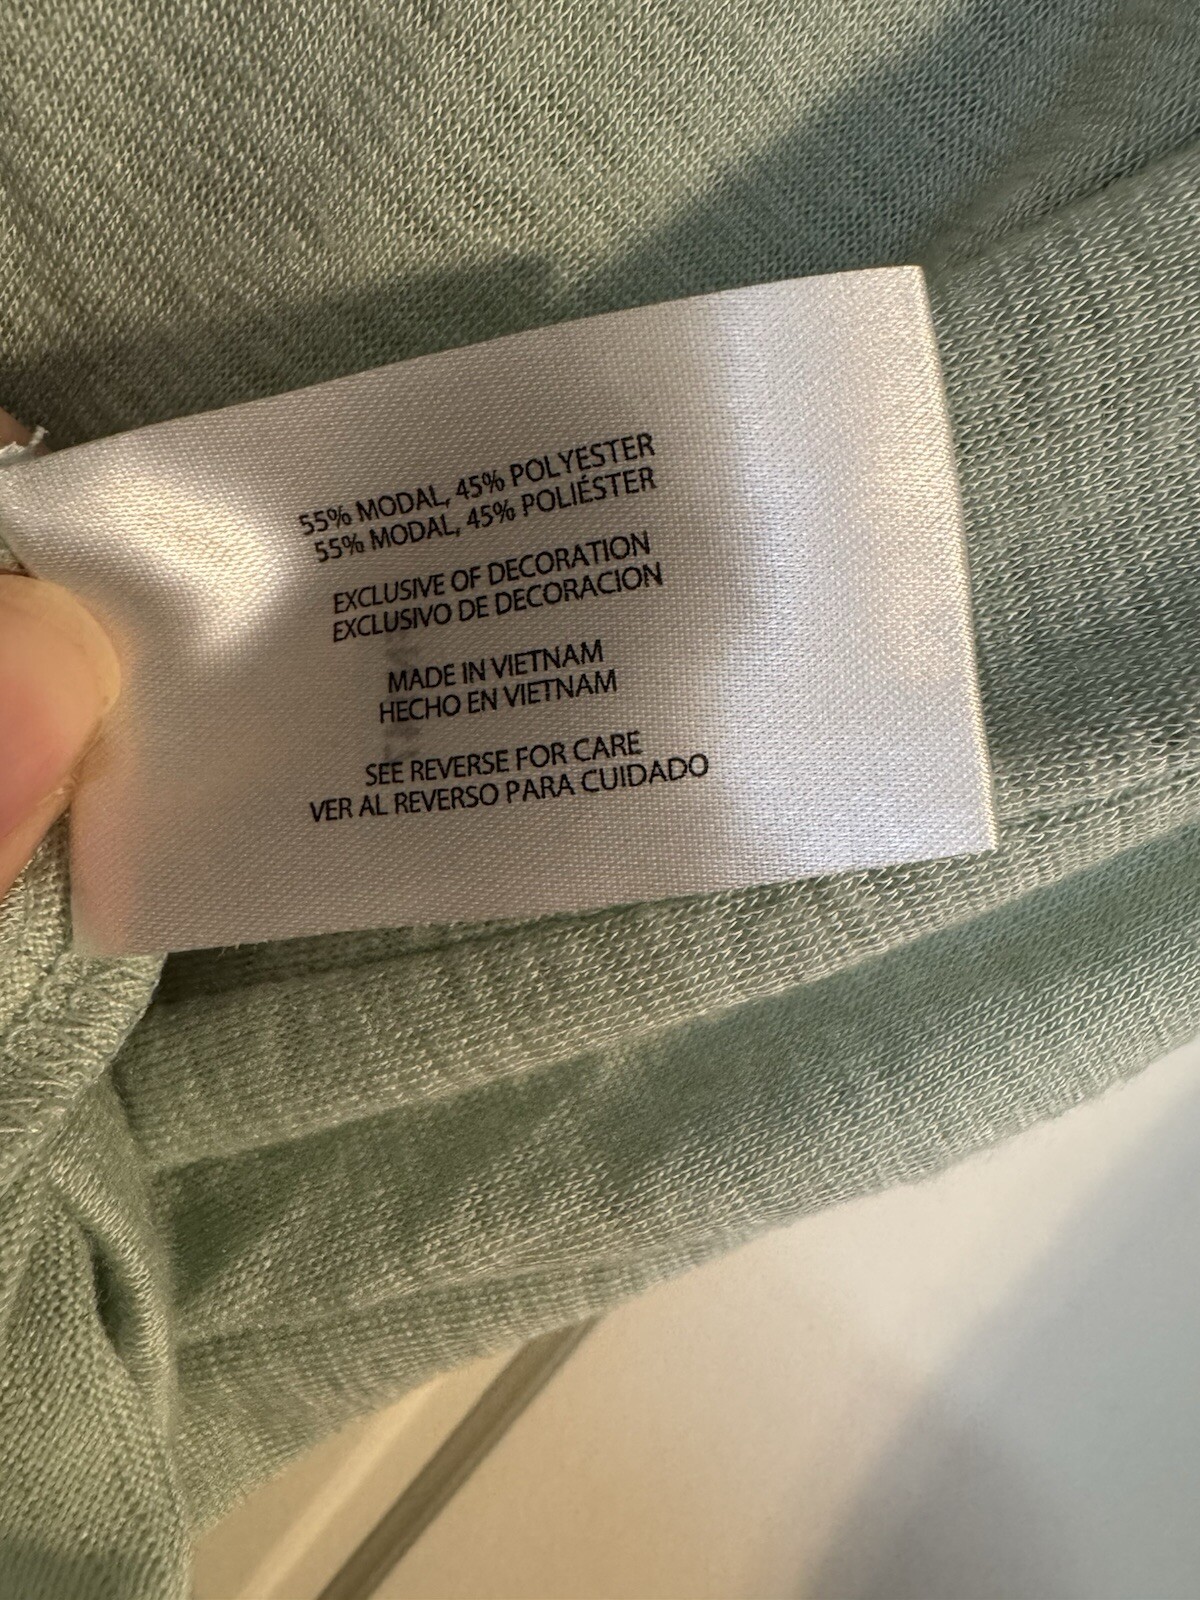 55% MODAL, 45% POLYESTER
55% MODAL, 45% POLIÉSTER
EXCLUSIVE OF DECORATION
EXCLUSIVO DE DECORACION
MADE IN VIETNAM
HECHO EN VIETNAM
SEE REVERSE FOR CARE
VER AL REVERSO PARA CUIDADO